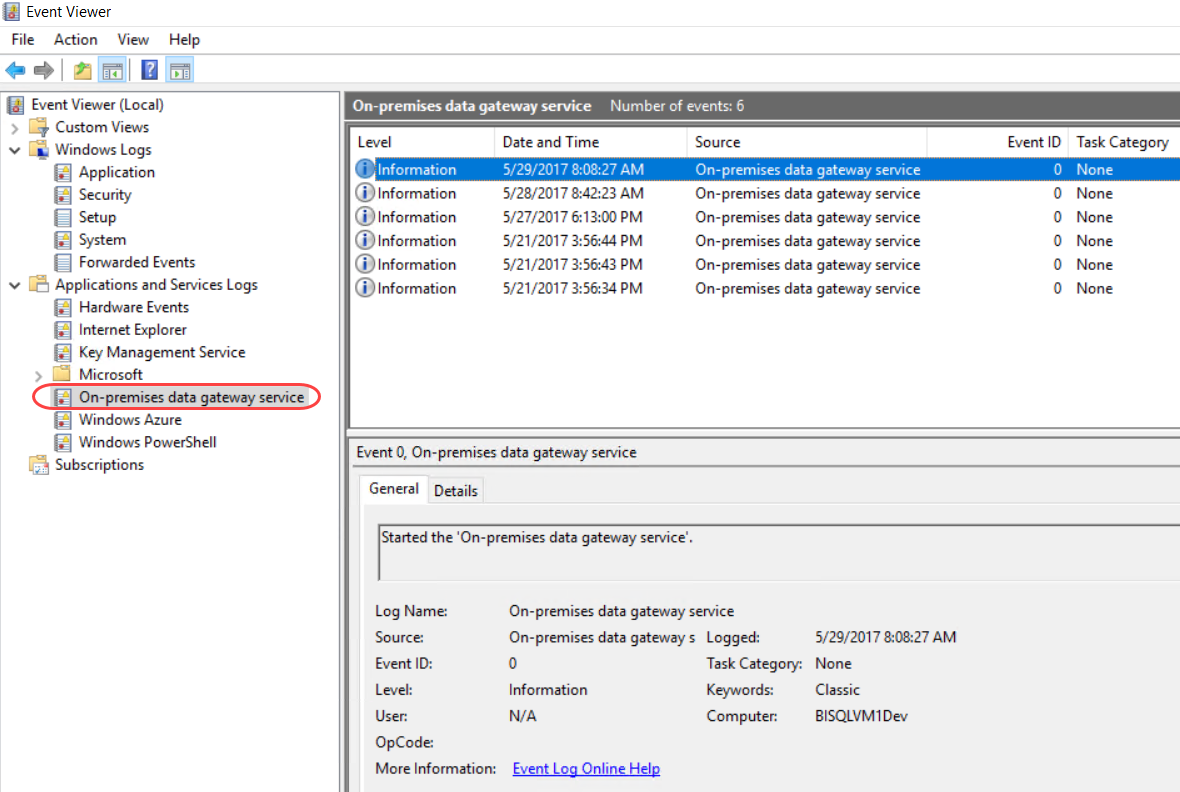 Event Viewer
File Action View Help
Event Viewer (Local)
Custom Views
Windows Logs
Application
Security
Setup
System
Forwarded Events
Applications and Services Logs
Hardware Events
Internet Explorer
Key Management Service
Microsoft
On-premises data gateway service
Windows Azure
Windows PowerShell
Subscriptions
On-premises data gateway service Number of events: 6
Level Date and Time Source Event ID Task Category
Information 5/29/2017 8:08:27 AM On-premises data gateway service 0 None
Information 5/28/2017 8:42:23 AM On-premises data gateway service 0 None
Information 5/27/2017 6:13:00 PM On-premises data gateway service 0 None
Information 5/21/2017 3:56:44 PM On-premises data gateway service 0 None
Information 5/21/2017 3:56:43 PM On-premises data gateway service 0 None
Information 5/21/2017 3:56:34 PM On-premises data gateway service 0 None
Event 0, On-premises data gateway service
General Details
Started the 'On-premises data gateway service'.
Log Name: On-premises data gateway service
Source: On-premises data gateway s Logged: 5/29/2017 8:08:27 AM
Event ID: 0 Task Category: None
Level: Information Keywords: Classic
User: N/A Computer: BISQLVM1Dev
OpCode:
More Information: Event Log Online Help